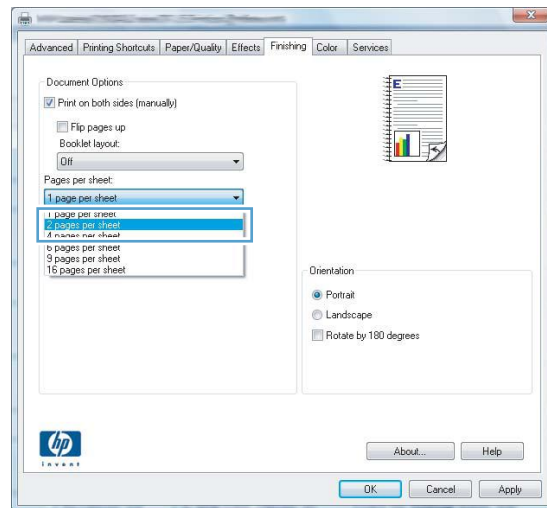 Advanced Printing Shortcuts Paper/Quality Effects Finishing Color Services
Document Options
Print on both sides (manually)
Flip pages up
Booklet layout:
Off
Pages per sheet:
1 page per sheet
1 page per sheet
2 pages per sheet
4 pages per sheet
6 pages per sheet
9 pages per sheet
16 pages per sheet
E
Orientation
Portrait
Landscape
Rotate by 180 degrees
hp
invent
About... Help
OK Cancel Apply